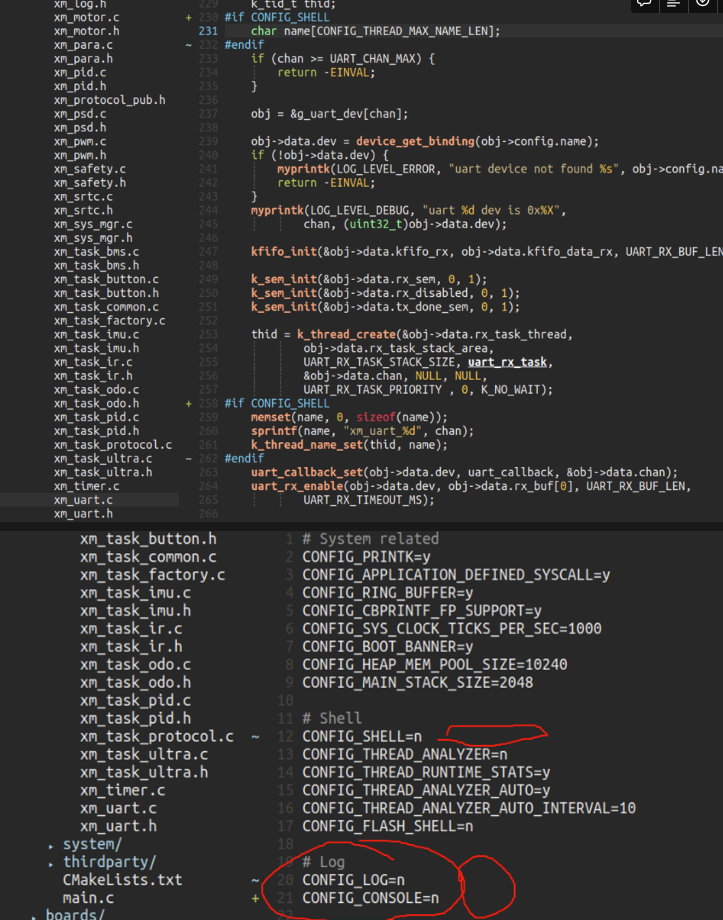 xm_log.h
229 k_tid_t thid;
xm_motor.c
+ 230 #if CONFIG_SHELL
xm_motor.h
231 char name[CONFIG_THREAD_MAX_NAME_LEN];
xm_para.c
~ 232 #endif
xm_para.h
233 if (chan >= UART_CHAN_MAX) {
xm_pid.c
234 return -EINVAL;
xm_pid.h
235 }
xm_protocol_pub.h
236
xm_psd.c
237 obj = &g_uart_dev[chan];
xm_psd.h
238
xm_pwm.c
239 obj->data.dev = device_get_binding(obj->config.name);
xm_pwm.h
240 if (!obj->data.dev) {
xm_safety.c
241 myprintk(LOG_LEVEL_ERROR, "uart device not found %s", obj->config.na
xm_safety.h
242 return -EINVAL;
xm_srtc.c
243 }
xm_srtc.h
244 myprintk(LOG_LEVEL_DEBUG, "uart %d dev is 0x%X",
xm_sys_mgr.c
245 chan, (uint32_t)obj->data.dev);
xm_sys_mgr.h
246
xm_task_bms.c
247 kfifo_init(&obj->data.kfifo_rx, obj->data.kfifo_data_rx, UART_RX_BUF_LEN
xm_task_bms.h
248
xm_task_button.c
249 k_sem_init(&obj->data.rx_sem, 0, 1);
xm_task_button.h
250 k_sem_init(&obj->data.rx_disabled, 0, 1);
xm_task_common.c
251 k_sem_init(&obj->data.tx_done_sem, 0, 1);
xm_task_factory.c
252
xm_task_imu.c
253 thid = k_thread_create(&obj->data.rx_task_thread,
xm_task_imu.h
254 obj->data.rx_task_stack_area,
xm_task_ir.c
255 UART_RX_TASK_STACK_SIZE, uart_rx_task,
xm_task_ir.h
256 &obj->data.chan, NULL, NULL,
xm_task_odo.c
257 UART_RX_TASK_PRIORITY , 0, K_NO_WAIT);
xm_task_odo.h
+ 258 #if CONFIG_SHELL
xm_task_pid.c
259 memset(name, 0, sizeof(name));
xm_task_pid.h
260 sprintf(name, "xm_uart_%d", chan);
xm_task_protocol.c
261 k_thread_name_set(thid, name);
xm_task_ultra.c
~ 262 #endif
xm_task_ultra.h
263 uart_callback_set(obj->data.dev, uart_callback, &obj->data.chan);
xm_timer.c
264 uart_rx_enable(obj->data.dev, obj->data.rx_buf[0], UART_RX_BUF_LEN,
xm_uart.c
265 UART_RX_TIMEOUT_MS);
xm_uart.h
266
xm_task_button.h
1 # System related
xm_task_common.c
2 CONFIG_PRINTK=y
xm_task_factory.c
3 CONFIG_APPLICATION_DEFINED_SYSCALL=y
xm_task_imu.c
4 CONFIG_RING_BUFFER=y
xm_task_imu.h
5 CONFIG_CBPRINTF_FP_SUPPORT=y
xm_task_ir.c
6 CONFIG_SYS_CLOCK_TICKS_PER_SEC=1000
xm_task_ir.h
7 CONFIG_BOOT_BANNER=y
xm_task_odo.c
8 CONFIG_HEAP_MEM_POOL_SIZE=10240
xm_task_odo.h
9 CONFIG_MAIN_STACK_SIZE=2048
xm_task_pid.c
10
xm_task_pid.h
11 # Shell
xm_task_protocol.c
~ 12 CONFIG_SHELL=n
xm_task_ultra.c
13 CONFIG_THREAD_ANALYZER=n
xm_task_ultra.h
14 CONFIG_THREAD_RUNTIME_STATS=y
xm_timer.c
15 CONFIG_THREAD_ANALYZER_AUTO=y
xm_uart.c
16 CONFIG_THREAD_ANALYZER_AUTO_INTERVAL=10
xm_uart.h
17 CONFIG_FLASH_SHELL=n
system/
18
thirdparty/
19 # Log
CMakeLists.txt
~ 20 CONFIG_LOG=n
main.c
+ 21 CONFIG_CONSOLE=n
boards/